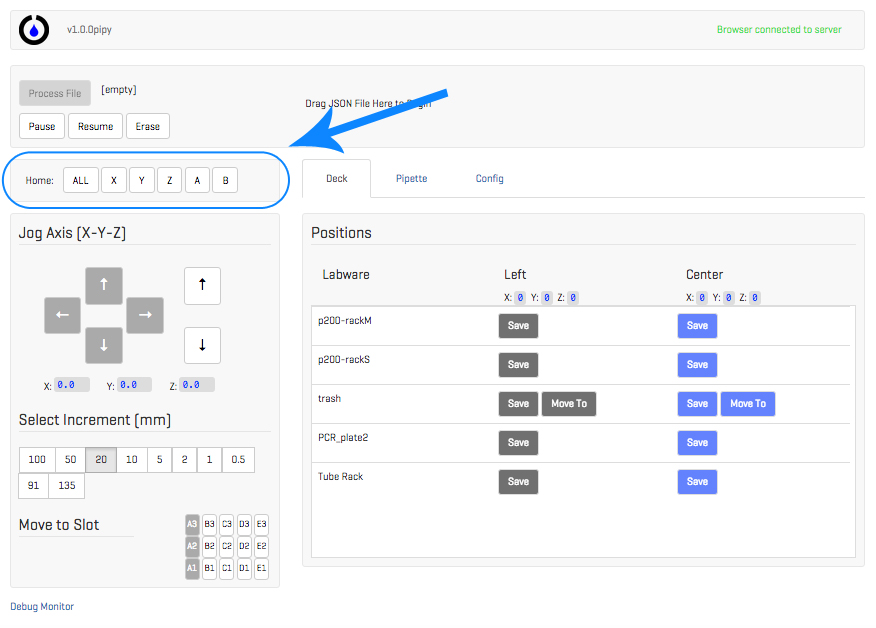 v1.0.0pipy
Browser connected to server
Process File [empty]
Drag JSON File Here to Begin
Pause Resume Erase
Home: ALL X Y Z A B
Deck Pipette Config
Jog Axis (X-Y-Z)
↑ ↑
← →
↓ ↓
X: 0.0 Y: 0.0 Z: 0.0
Select Increment (mm)
100 50 20 10 5 2 1 0.5
91 135
Move to Slot
A3 B3 C3 D3 E3
A2 B2 C2 D2 E2
A1 B1 C1 D1 E1
Positions
Labware Left Center
X: 0 Y: 0 Z: 0 X: 0 Y: 0 Z: 0
p200-rackM Save Save
p200-rackS Save Save
trash Save Move To Save Move To
PCR_plate2 Save Save
Tube Rack Save Save
Debug Monitor